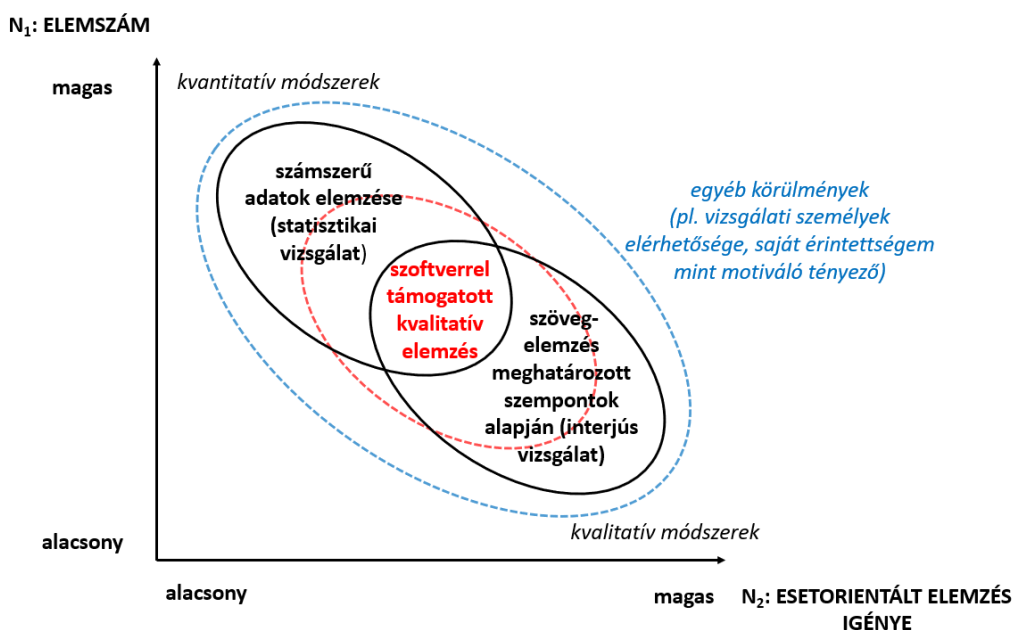 N₁: ELEMSZÁM
magas
kvantitatív módszerek
számszerű
adatok elemzése
(statisztikai
vizsgálat)
egyéb körülmények
(pl. vizsgálati személyek
elérhetősége, saját érintettségem
mint motiváló tényező)
szoftverrel
támogatott
kvalitatív
elemzés
szöveg-
elemzés
meghatározott
szempontok
alapján (interjús
vizsgálat)
kvalitatív módszerek
alacsony
alacsony
magas
N₂: ESETORIENTÁLT ELEMZÉS
IGÉNYE